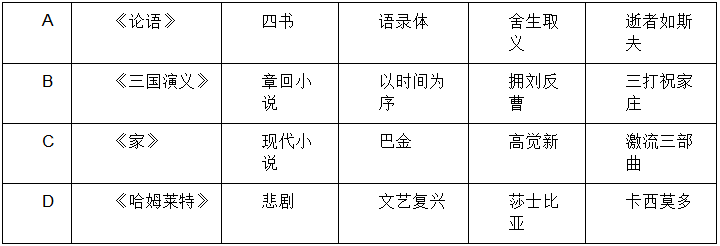 A 《论语》 四书 语录体 舍生取义 逝者如斯夫
B 《三国演义》 章回小说 以时间为序 拥刘反曹 三打祝家庄
C 《家》 现代小说 巴金 高觉新 激流三部曲
D 《哈姆莱特》 悲剧 文艺复兴 莎士比亚 卡西莫多